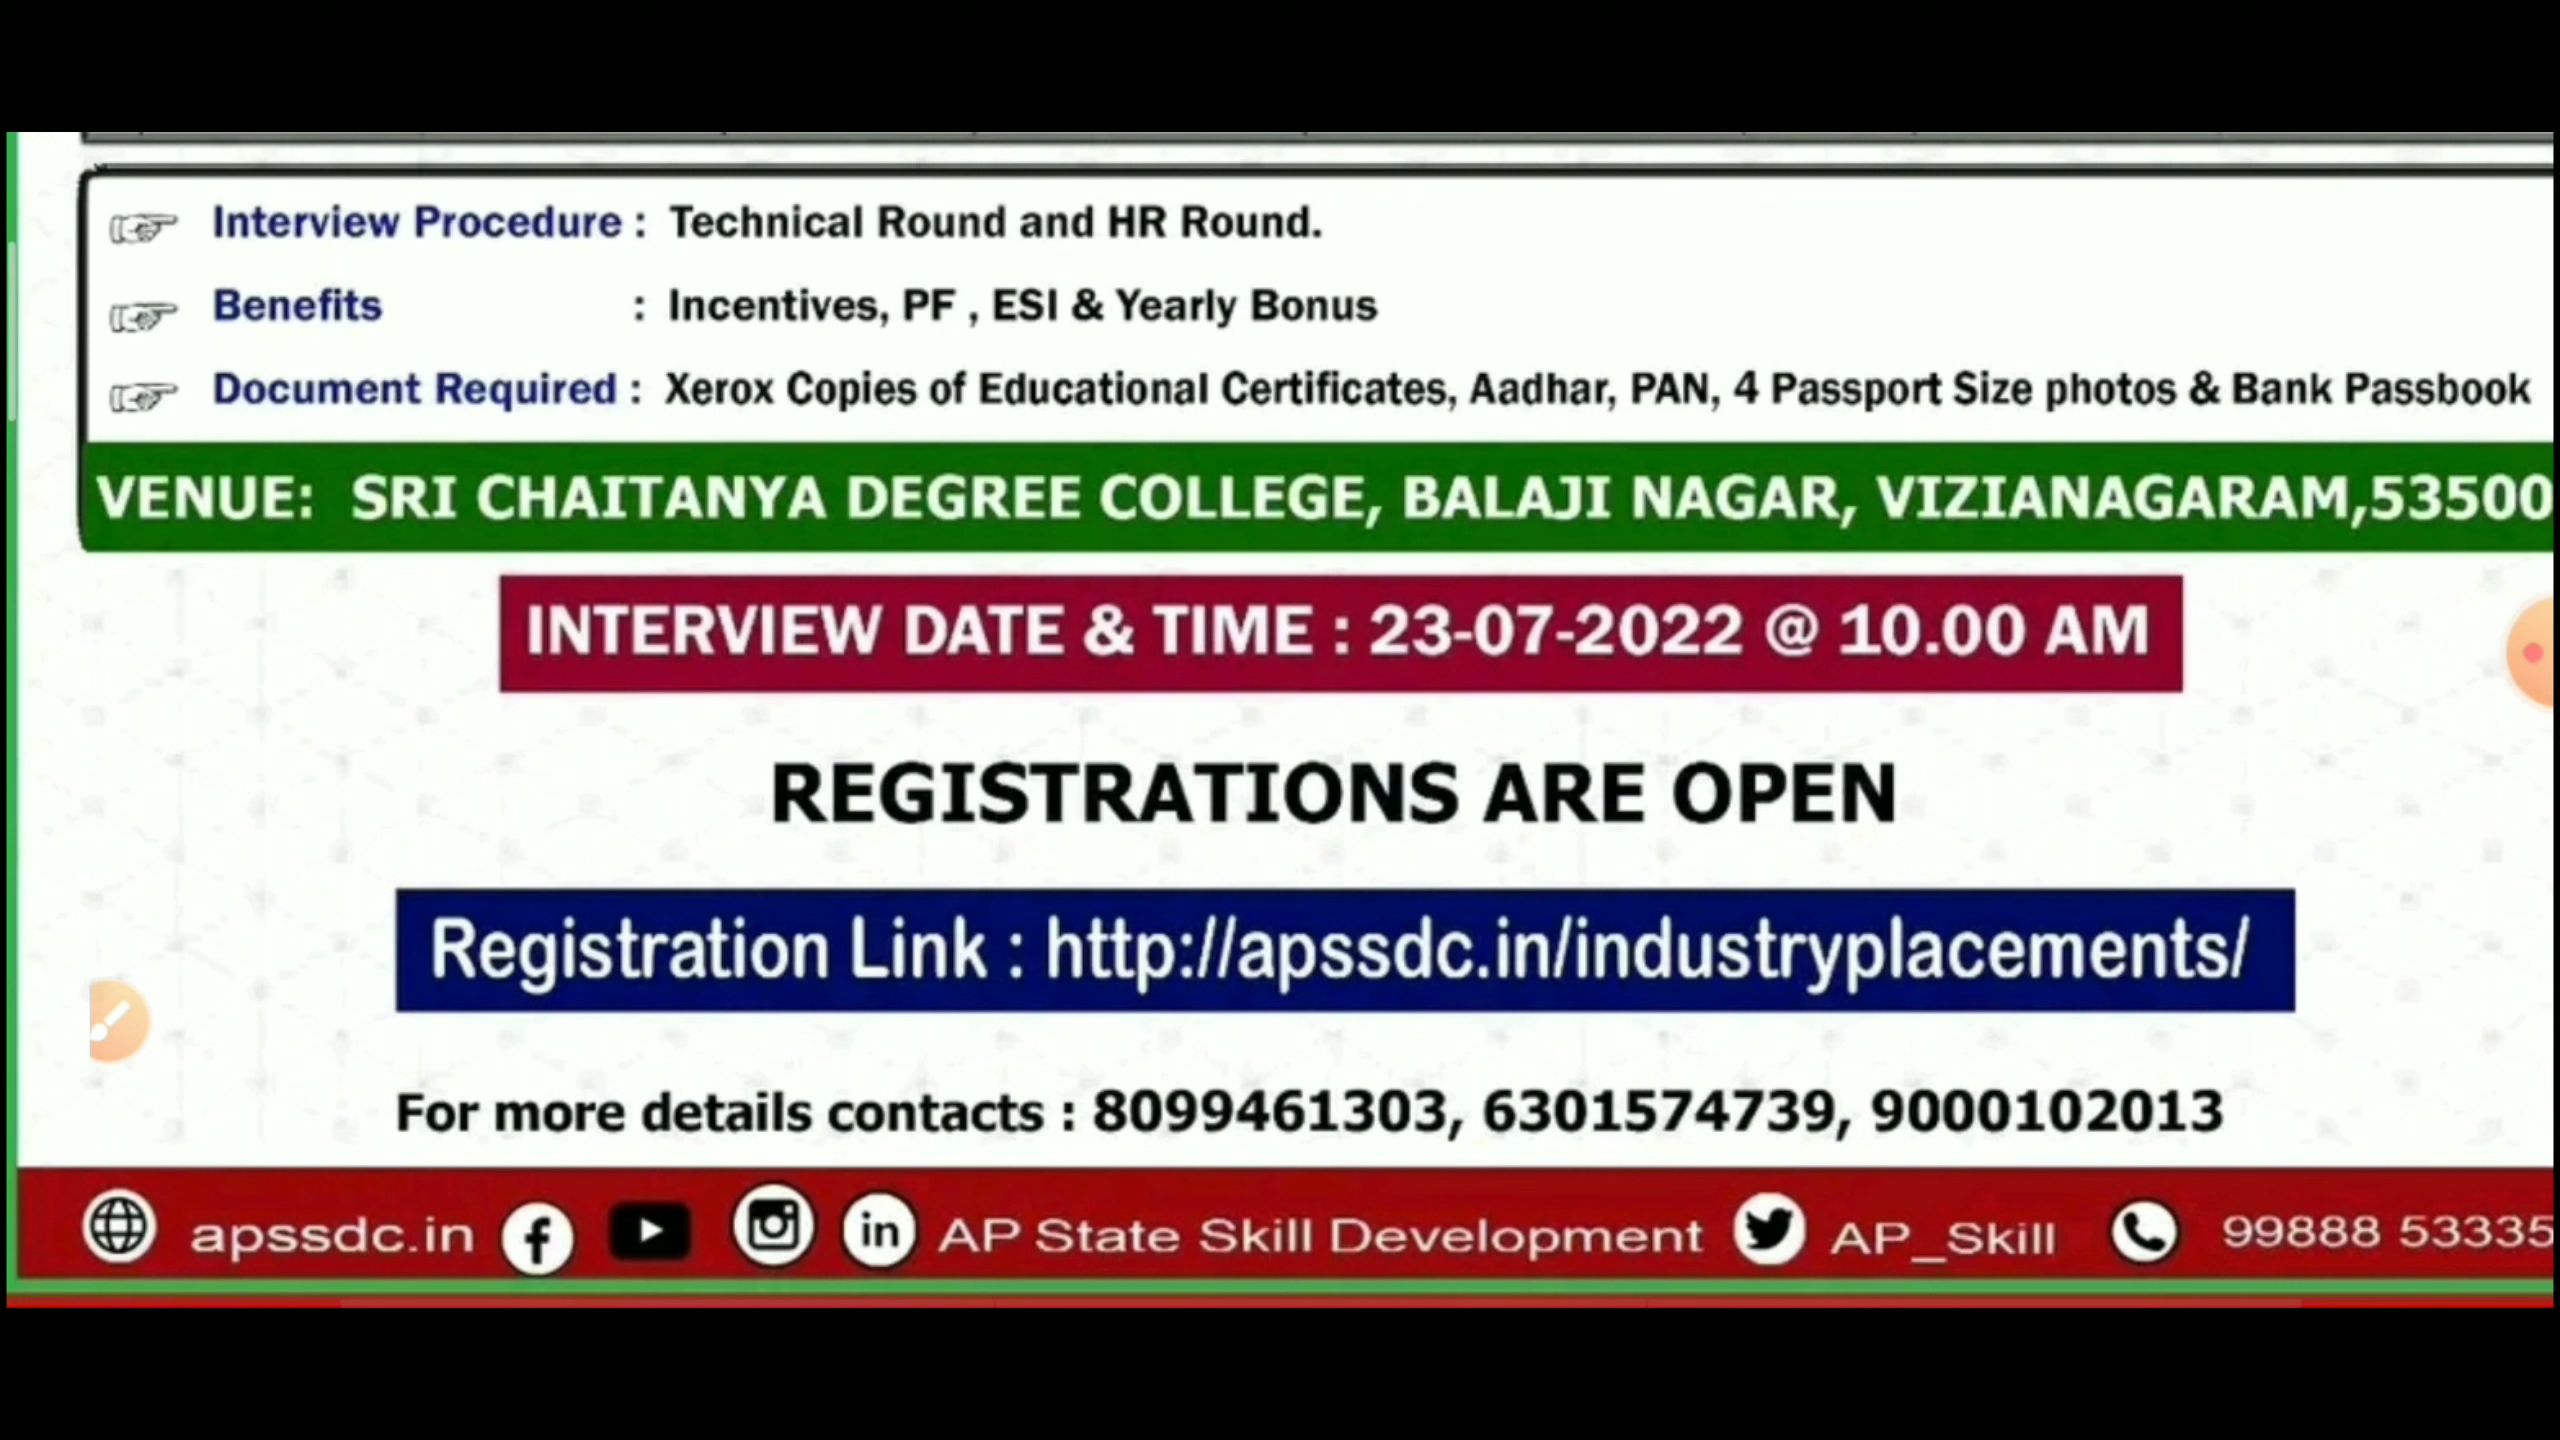 Interview Procedure : Technical Round and HR Round.
Benefits : Incentives, PF , ESI & Yearly Bonus
Document Required : Xerox Copies of Educational Certificates, Aadhar, PAN, 4 Passport Size photos & Bank Passbook
VENUE: SRI CHAITANYA DEGREE COLLEGE, BALAJI NAGAR, VIZIANAGARAM,53500
INTERVIEW DATE & TIME : 23-07-2022 @ 10.00 AM
REGISTRATIONS ARE OPEN
Registration Link : http://apssdc.in/industryplacements/
For more details contacts : 8099461303, 6301574739, 9000102013
apssdc.in AP State Skill Development AP_Skill 99888 53335